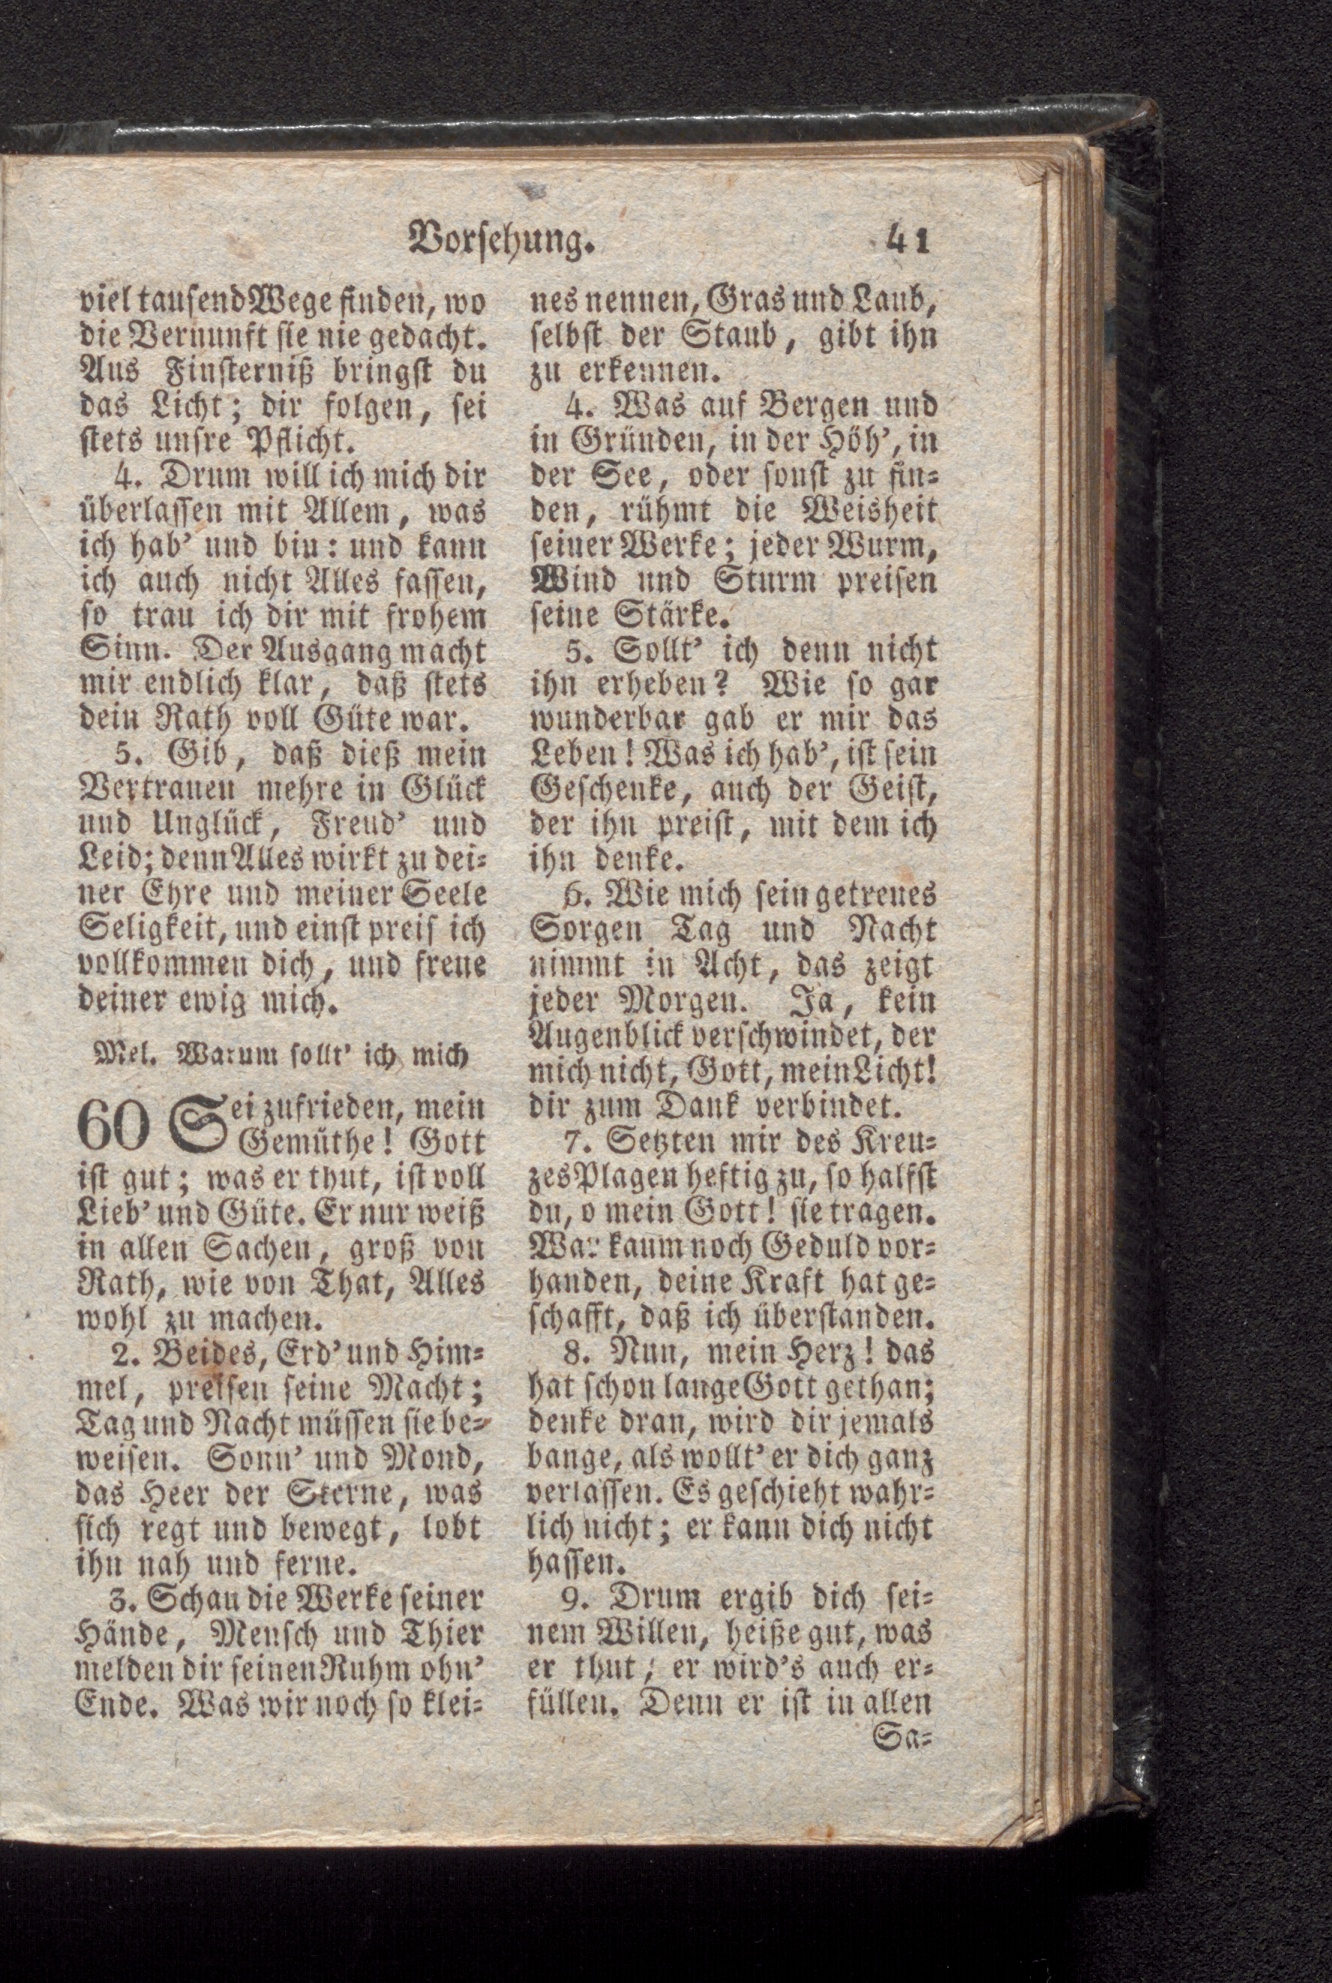 Vorsehung. 41
viel tausend Wege finden, wo
die Vernunft sie nie gedacht.
Aus Finsterniß bringst du
das Licht; dir folgen, sei
stets unsre Pflicht.
4. Drum will ich mich dir
überlassen mit Allem, was
ich hab' und bin: und kann
ich auch nicht Alles fassen,
so trau ich dir mit frohem
Sinn. Der Ausgang macht
mir endlich klar, daß stets
dein Rath voll Güte war.
5. Gib, daß dieß mein
Vertrauen mehre in Glück
und Unglück, Freud' und
Leid; denn Alles wirkt zu dei-
ner Ehre und meiner Seele
Seligkeit, und einst preis ich
vollkommen dich, und freue
deiner ewig mich.
Mel. Warum sollt' ich mich
60 Sei zufrieden, mein
Gemüthe! Gott
ist gut; was er thut, ist voll
Lieb' und Güte. Er nur weiß
in allen Sachen, groß von
Rath, wie von That, Alles
wohl zu machen.
2. Beides, Erd' und Him-
mel, preisen seine Macht;
Tag und Nacht müssen sie be-
weisen. Sonn' und Mond,
das Heer der Sterne, was
sich regt und bewegt, lobt
ihn nah und ferne.
3. Schau die Werke seiner
Hände, Mensch und Thier
melden dir seinen Ruhm ohn'
Ende. Was wir noch so klei-
nes nennen, Gras und Laub,
selbst der Staub, gibt ihn
zu erkennen.
4. Was auf Bergen und
in Gründen, in der Höh', in
der See, oder sonst zu fin-
den, rühmt die Weisheit
seiner Werke; jeder Wurm,
Wind und Sturm preisen
seine Stärke.
5. Sollt' ich denn nicht
ihn erheben? Wie so gar
wunderbar gab er mir das
Leben! Was ich hab', ist sein
Geschenke, auch der Geist,
der ihn preist, mit dem ich
ihn denke.
6. Wie mich sein getreues
Sorgen Tag und Nacht
nimmt in Acht, das zeigt
jeder Morgen. Ja, kein
Augenblick verschwindet, der
mich nicht, Gott, mein Licht!
dir zum Dank verbindet.
7. Setzten mir des Kreu-
zes Plagen heftig zu, so halfst
du, o mein Gott! sie tragen.
War kaum noch Geduld vor-
handen, deine Kraft hat ge-
schafft, daß ich überstanden.
8. Nun, mein Herz! das
hat schon lange Gott gethan;
denke dran, wird dir jemals
bange, als wollt' er dich ganz
verlassen. Es geschieht wahr-
lich nicht; er kann dich nicht
hassen.
9. Drum ergib dich sei-
nem Willen, heiße gut, was
er thut; er wird's auch er-
füllen. Denn er ist in allen
Sa-